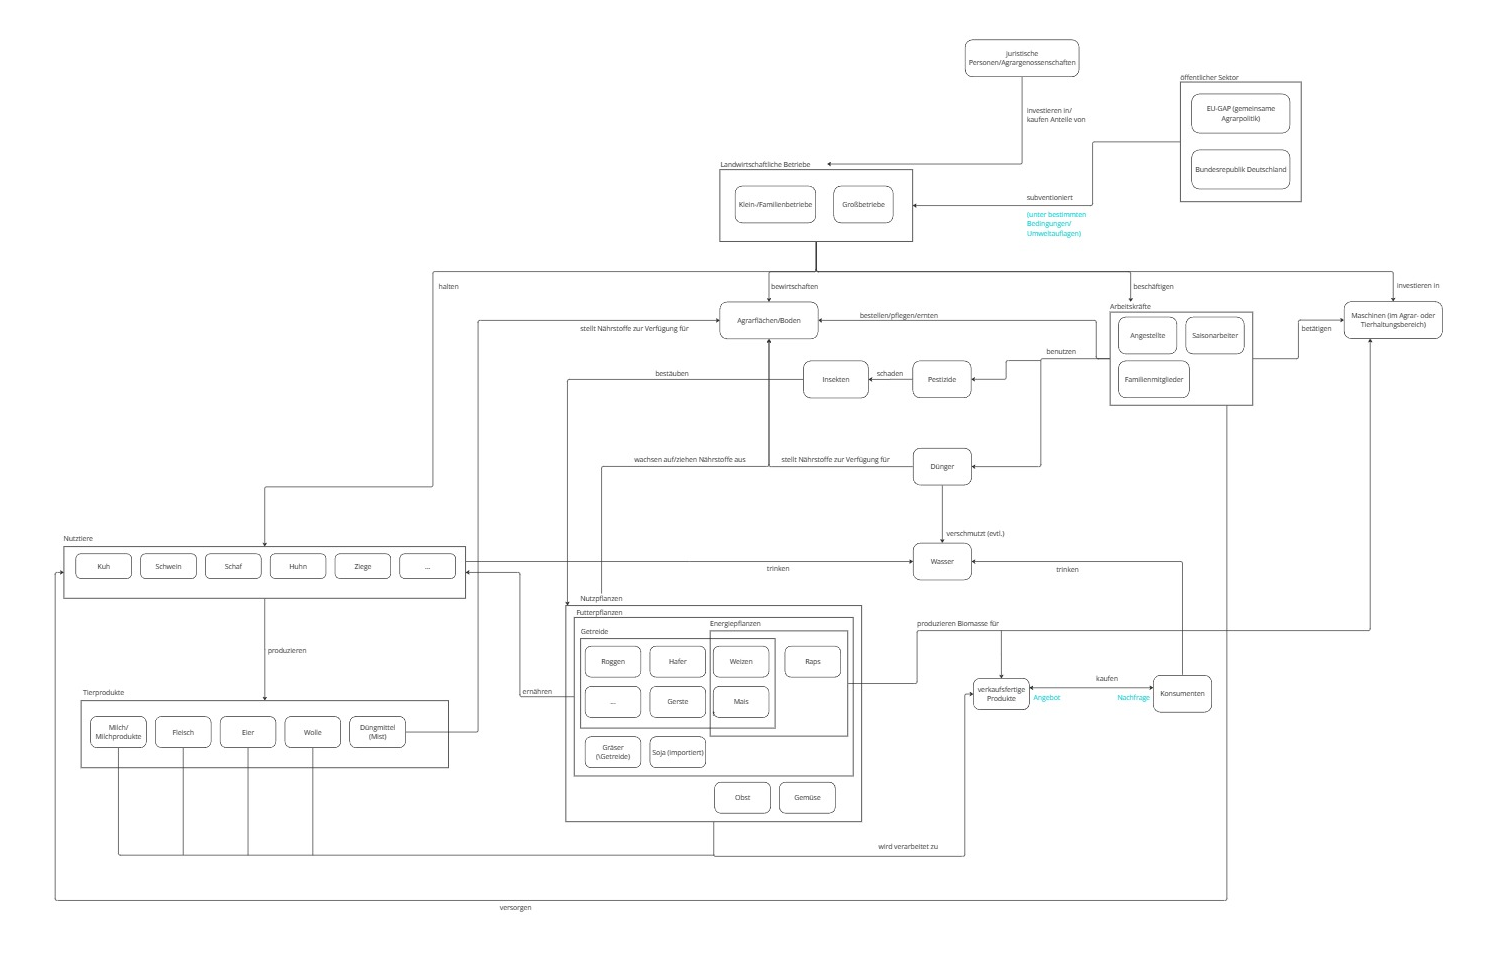 juristische
Personen/Agrargenossenschaften
öffentlicher Sektor
EU-GAP (gemeinsame
Agrarpolitik)
investieren in/
kaufen Anteile von
Landwirtschaftliche Betriebe
Bundesrepublik Deutschland
Klein-/Familienbetriebe
Großbetriebe
subventioniert
(unter bestimmten
Bedingungen/
Umweltauflagen)
halten
bewirtschaften
beschäftigen
investieren in
Arbeitskräfte
Agrarflächen/Boden
bestellen/pflegen/ernten
Maschinen (im Agrar- oder
Tierhaltungsbereich)
stellt Nährstoffe zur Verfügung für
Angestellte
Saisonarbeiter
betätigen
benutzen
bestäuben
Insekten
schaden
Pestizide
Familienmitglieder
wachsen auf/ziehen Nährstoffe aus
stellt Nährstoffe zur Verfügung für
Dünger
verschmutzt (evtl.)
Nutztiere
Kuh
Schwein
Schaf
Huhn
Ziege
...
trinken
Wasser
trinken
Nutzpflanzen
Futterpflanzen
Energiepflanzen
Getreide
produzieren Biomasse für
produzieren
Roggen
Hafer
Weizen
Raps
ernähren
...
Gerste
Mais
verkaufsfertige
Produkte
Angebot
kaufen
Nachfrage
Konsumenten
Tierprodukte
Milch/
Milchprodukte
Fleisch
Eier
Wolle
Düngmittel
(Mist)
Gräser
(\Getreide)
Soja (importiert)
Obst
Gemüse
wird verarbeitet zu
versorgen